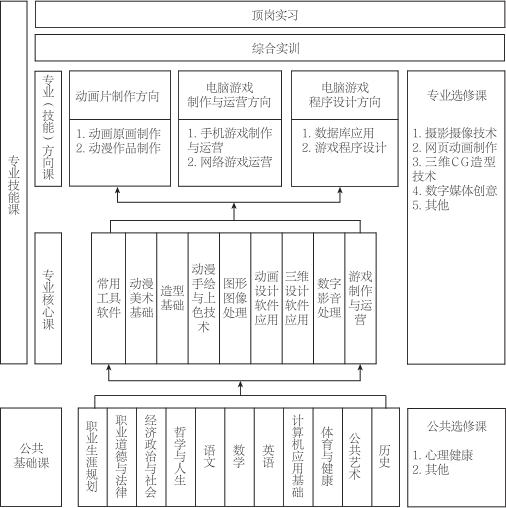 顶岗实习
综合实训
专业技能课
专业（技能）方向课
动画片制作方向
1. 动画原画制作
2. 动漫作品制作
电脑游戏
制作与运营方向
1. 手机游戏制作
与运营
2. 网络游戏运营
电脑游戏
程序设计方向
1. 数据库应用
2. 游戏程序设计
专业选修课
1. 摄影摄像技术
2. 网页动画制作
3. 三维CG造型
技术
4. 数字媒体创意
5. 其他
专业核心课
常用
工具
软件
动漫
美术
基础
造型
基础
动漫
手绘
与上
色技
术
图形
图像
处理
动画
设计
软件
应用
三维
设计
软件
应用
数字
影音
处理
游戏
制作
与运
营
公共
基础课
职业生涯规划
职业道德与法律
经济政治与社会
哲学与人生
语文
数学
英语
计算机应用基础
体育与健康
公共艺术
历史
公共选修课
1. 心理健康
2. 其他